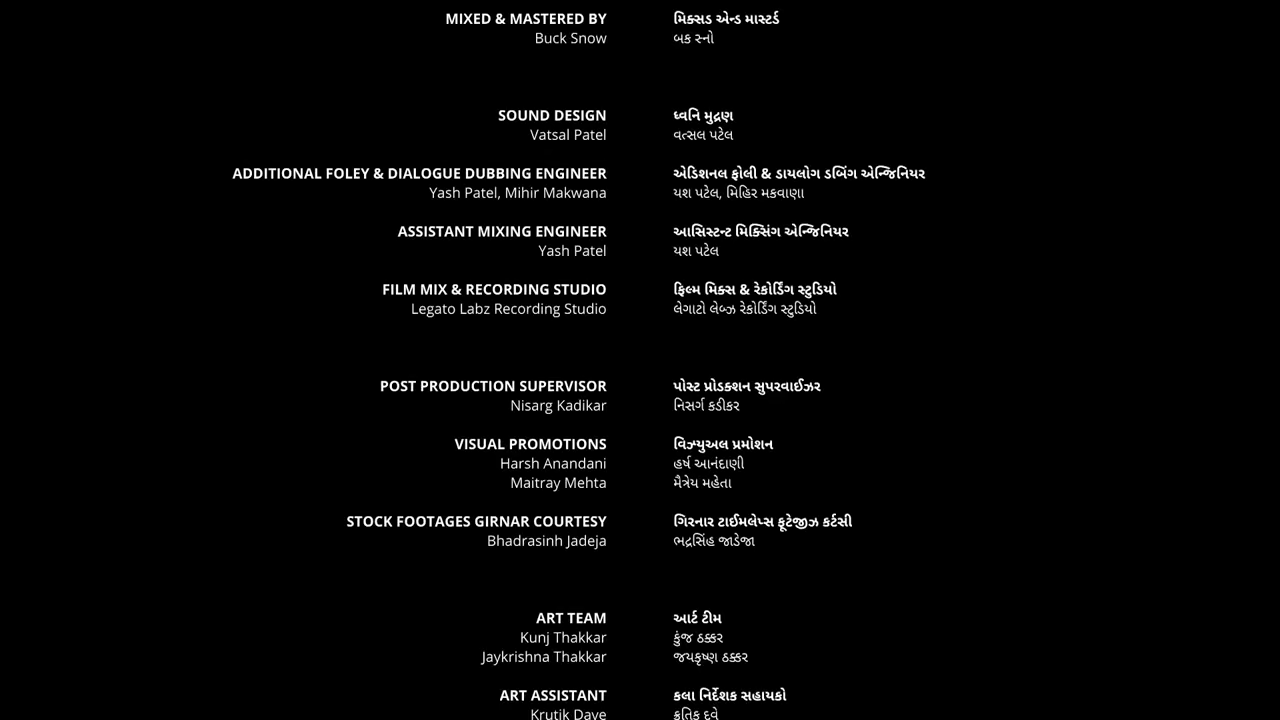 MIXED & MASTERED BY મિક્સડ એન્ડ માસ્ટર્ડ
Buck Snow બક સ્નો
SOUND DESIGN ધ્વનિ મુદ્રણ
Vatsal Patel વત્સલ પટેલ
ADDITIONAL FOLEY & DIALOGUE DUBBING ENGINEER એડિશનલ ફોલી & ડાયલોગ ડબિંગ એન્જિનિયર
Yash Patel, Mihir Makwana યશ પટેલ, મિહિર મકવાણા
ASSISTANT MIXING ENGINEER આસિસ્ટન્ટ મિક્સિંગ એન્જિનિયર
Yash Patel યશ પટેલ
FILM MIX & RECORDING STUDIO ફિલ્મ મિક્સ & રેકોર્ડિંગ સ્ટુડિયો
Legato Labz Recording Studio લેગાટો લેબ્ઝ રેકોર્ડિંગ સ્ટુડિયો
POST PRODUCTION SUPERVISOR પોસ્ટ પ્રોડક્શન સુપરવાઈઝર
Nisarg Kadikar નિસર્ગ કડીકર
VISUAL PROMOTIONS વિઝ્યુઅલ પ્રમોશન
Harsh Anandani હર્ષ આનંદાણી
Maitray Mehta મૈત્રેય મહેતા
STOCK FOOTAGES GIRNAR COURTESY ગિરનાર ટાઈમલેપ્સ ફૂટેજીઝ કર્ટસી
Bhadrasinh Jadeja ભદ્રસિંહ જાડેજા
ART TEAM આર્ટ ટીમ
Kunj Thakkar કુંજ ઠક્કર
Jaykrishna Thakkar જયકૃષ્ણ ઠક્કર
ART ASSISTANT કલા નિર્દેશક સહાયકો
Krutik Dave ક્રતિક દવે